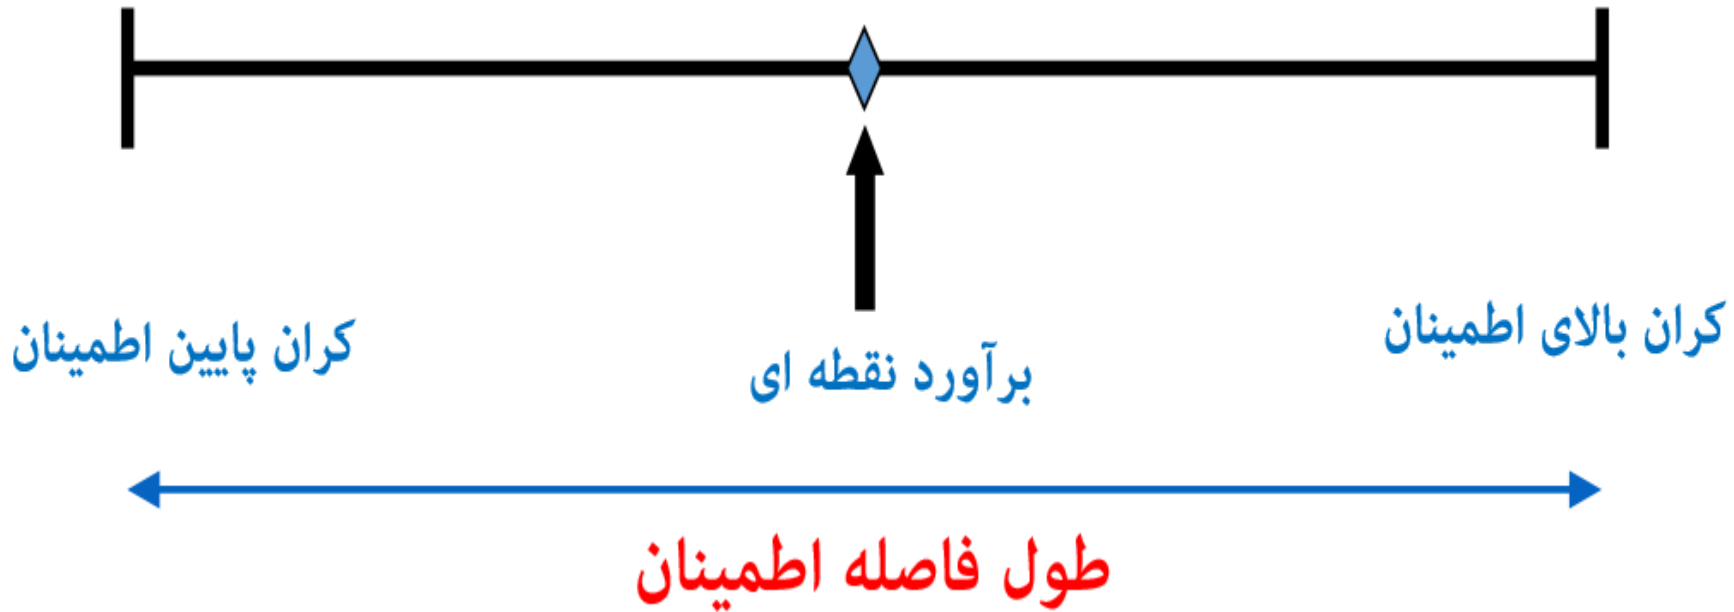 کران بالای اطمینان
برآورد نقطه ای
کران پایین اطمینان
طول فاصله اطمینان